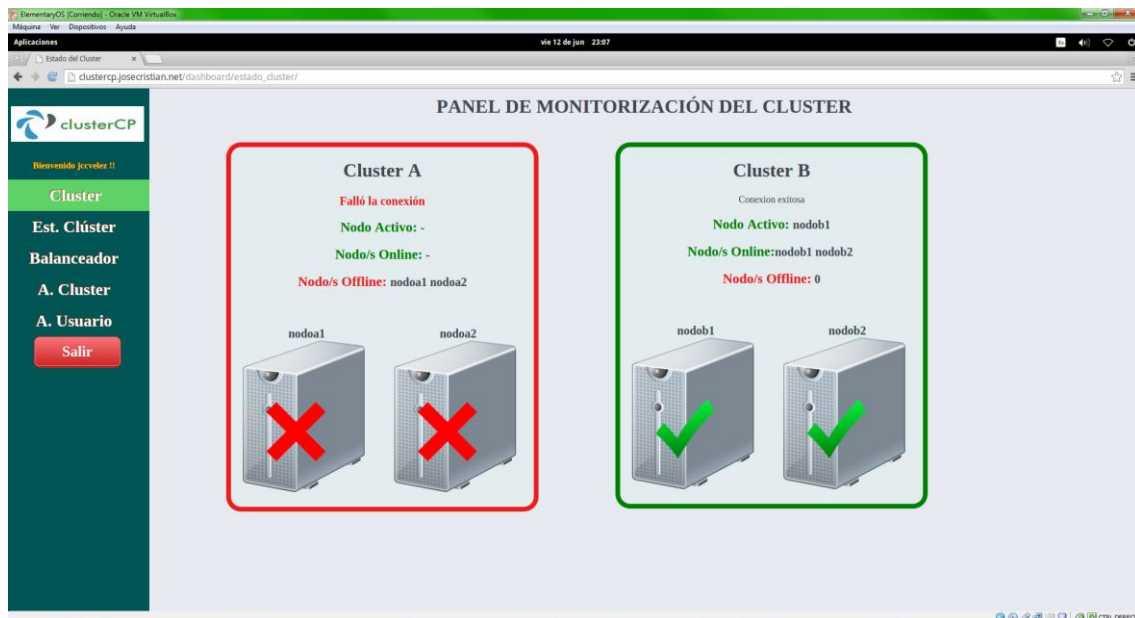 ElementaryOS [Corriendo] - Oracle VM VirtualBox
Máquina Ver Dispositivos Ayuda
Aplicaciones
vie 12 de jun 23:07
Es
Estado del Cluster
clustercp.josecristian.net/dashboard/estado_cluster/
clusterCP
Bienvenido jccvelez !!
Cluster
Est. Clúster
Balanceador
A. Cluster
A. Usuario
Salir
PANEL DE MONITORIZACIÓN DEL CLUSTER
Cluster A
Falló la conexión
Nodo Activo: -
Nodo/s Online: -
Nodo/s Offline: nodoa1 nodoa2
nodoa1 nodoa2
Cluster B
Conexion exitosa
Nodo Activo: nodob1
Nodo/s Online:nodob1 nodob2
Nodo/s Offline: 0
nodob1 nodob2
CTRL DERECHO